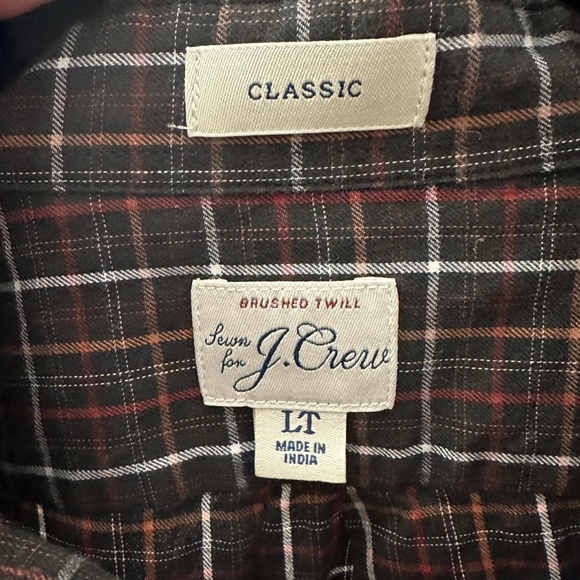 CLASSIC
BRUSHED TWILL
Sewn
for J.Crew
LT
MADE IN
INDIA